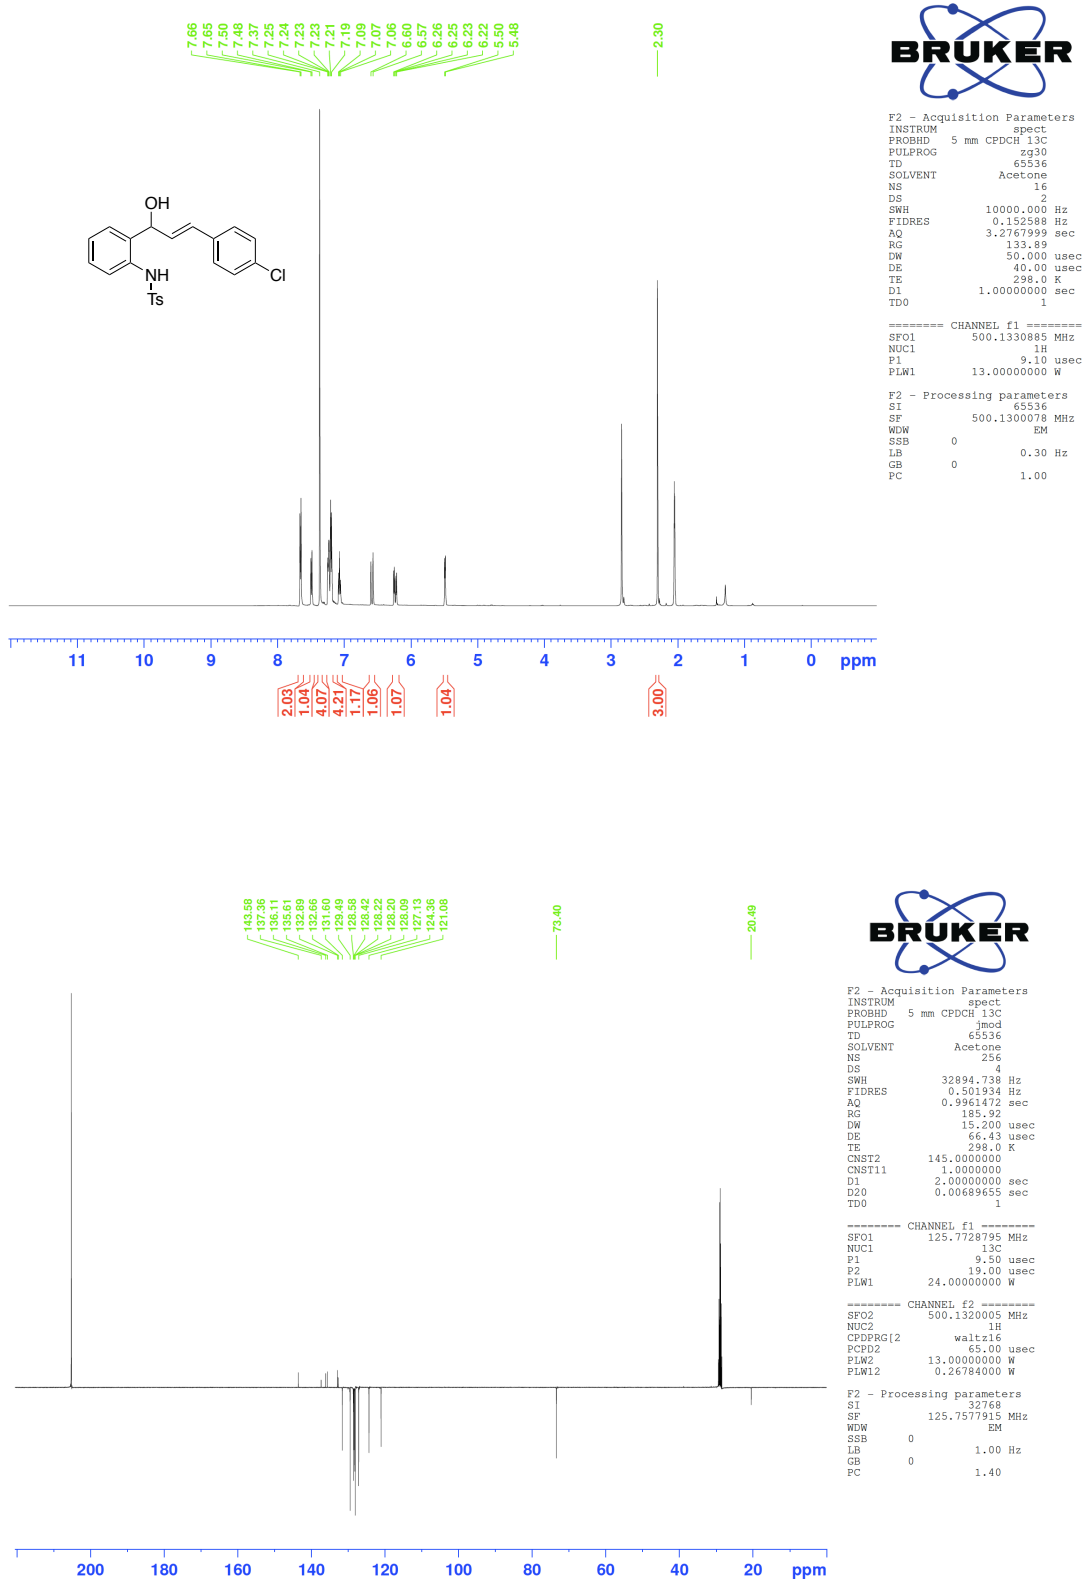 7.66
7.65
7.50
7.48
7.37
7.25
7.24
7.23
7.23
7.21
7.19
7.09
7.07
7.06
6.60
6.57
6.26
6.25
6.23
6.22
5.50
5.48
2.30
BRUKER
F2 - Acquisition Parameters
INSTRUM spect
PROBHD 5 mm CPDCH 13C
PULPROG zg30
TD 65536
SOLVENT Acetone
NS 16
DS 2
SWH 10000.000 Hz
FIDRES 0.152588 Hz
AQ 3.2767999 sec
RG 133.89
DW 50.000 usec
DE 40.00 usec
TE 298.0 K
D1 1.00000000 sec
TD0 1
======== CHANNEL f1 ========
SFO1 500.1330885 MHz
NUC1 1H
P1 9.10 usec
PLW1 13.00000000 W
F2 - Processing parameters
SI 65536
SF 500.1300078 MHz
WDW EM
SSB 0
LB 0.30 Hz
GB 0
PC 1.00
OH
NH
Ts
Cl
11 10 9 8 7 6 5 4 3 2 1 0 ppm
2.03
1.04
4.07
4.21
1.17
1.06
1.07
1.04
3.00
143.58
137.36
136.11
135.61
132.89
132.66
131.60
129.49
128.58
128.42
128.22
128.20
128.09
127.13
124.36
121.08
73.40
20.49
BRUKER
F2 - Acquisition Parameters
INSTRUM spect
PROBHD 5 mm CPDCH 13C
PULPROG jmod
TD 65536
SOLVENT Acetone
NS 256
DS 4
SWH 32894.738 Hz
FIDRES 0.501934 Hz
AQ 0.9961472 sec
RG 185.92
DW 15.200 usec
DE 66.43 usec
TE 298.0 K
CNST2 145.0000000
CNST11 1.0000000
D1 2.00000000 sec
D20 0.00689655 sec
TD0 1
======== CHANNEL f1 ========
SFO1 125.7728795 MHz
NUC1 13C
P1 9.50 usec
P2 19.00 usec
PLW1 24.00000000 W
======== CHANNEL f2 ========
SFO2 500.1320005 MHz
NUC2 1H
CPDPRG[2 waltz16
PCPD2 65.00 usec
PLW2 13.00000000 W
PLW12 0.26784000 W
F2 - Processing parameters
SI 32768
SF 125.7577915 MHz
WDW EM
SSB 0
LB 1.00 Hz
GB 0
PC 1.40
200 180 160 140 120 100 80 60 40 20 ppm